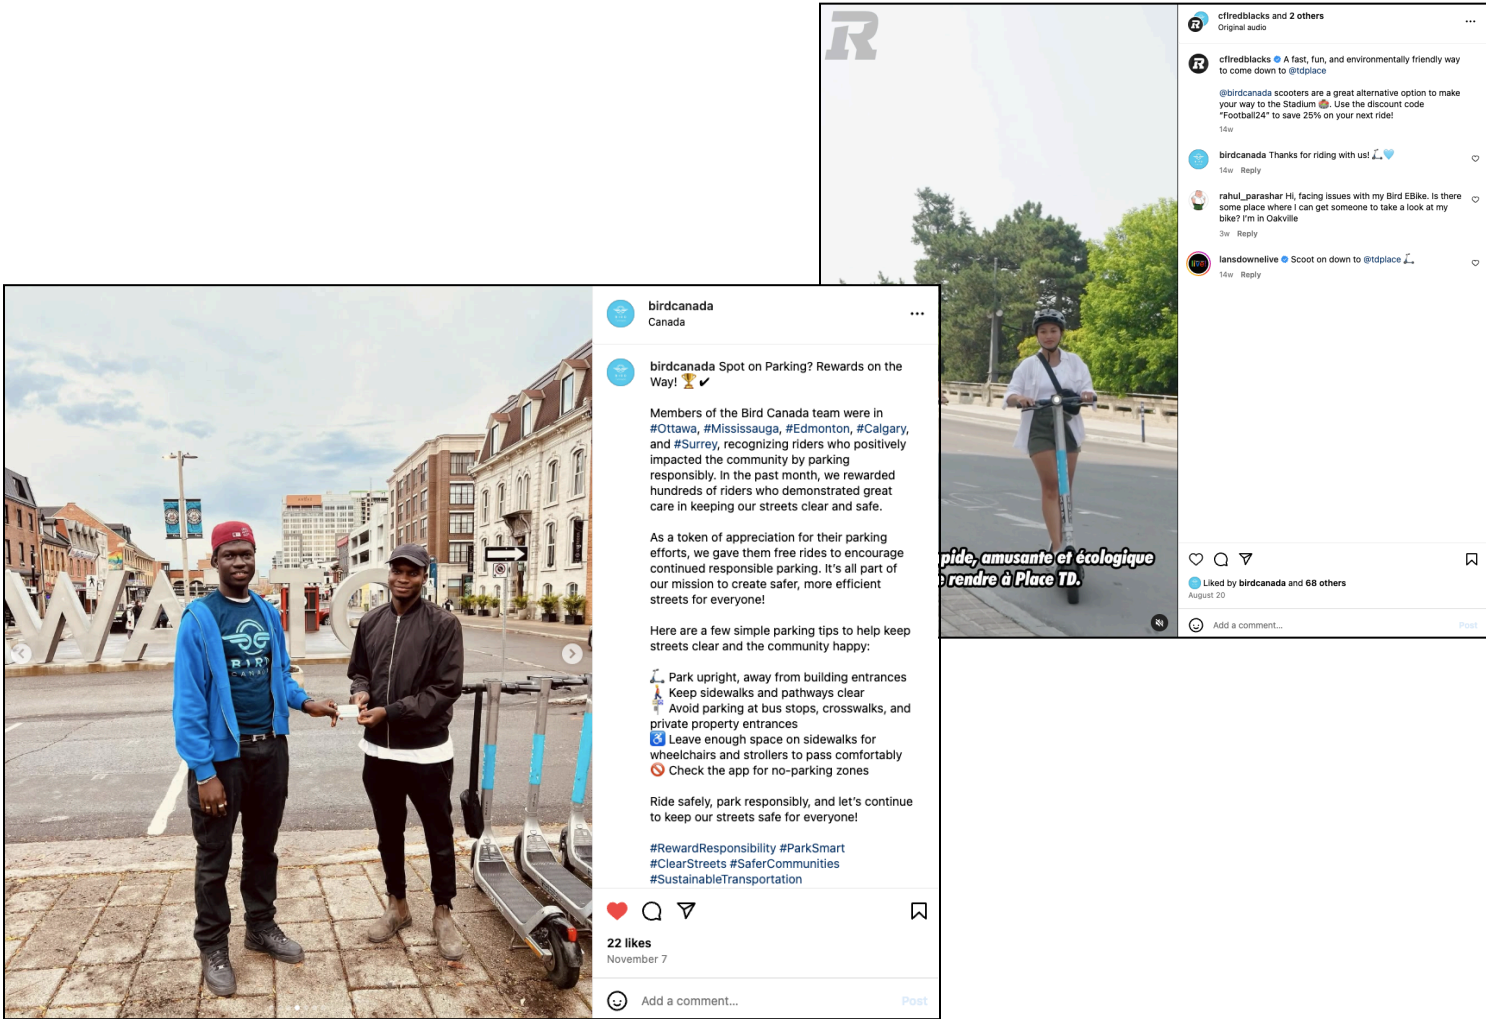 R
cflredblacks and 2 others
Original audio
cflredblacks A fast, fun, and environmentally friendly way
to come down to @tdplace
@birdcanada scooters are a great alternative option to make
your way to the Stadium 🏟. Use the discount code
"Football24" to save 25% on your next ride!
14w
birdcanada Thanks for riding with us! 🛴🩵
14w Reply
rahul_parashar Hi, facing issues with my Bird EBike. Is there
some place where I can get someone to take a look at my
bike? I'm in Oakville
3w Reply
lansdownelive Scoot on down to @tdplace 🛴
14w Reply
pide, amusante et écologique
e rendre à Place TD.
Liked by birdcanada and 68 others
August 20
Add a comment...
Post
birdcanada
Canada
birdcanada Spot on Parking? Rewards on the
Way! 🏆 ✔
Members of the Bird Canada team were in
#Ottawa, #Mississauga, #Edmonton, #Calgary,
and #Surrey, recognizing riders who positively
impacted the community by parking
responsibly. In the past month, we rewarded
hundreds of riders who demonstrated great
care in keeping our streets clear and safe.
As a token of appreciation for their parking
efforts, we gave them free rides to encourage
continued responsible parking. It's all part of
our mission to create safer, more efficient
streets for everyone!
Here are a few simple parking tips to help keep
streets clear and the community happy:
🛴 Park upright, away from building entrances
🚶 Keep sidewalks and pathways clear
🚏 Avoid parking at bus stops, crosswalks, and
private property entrances
♿ Leave enough space on sidewalks for
wheelchairs and strollers to pass comfortably
🚫 Check the app for no-parking zones
Ride safely, park responsibly, and let's continue
to keep our streets safe for everyone!
#RewardResponsibility #ParkSmart
#ClearStreets #SaferCommunities
#SustainableTransportation
22 likes
November 7
Add a comment...
Post
BIRD
CANADA